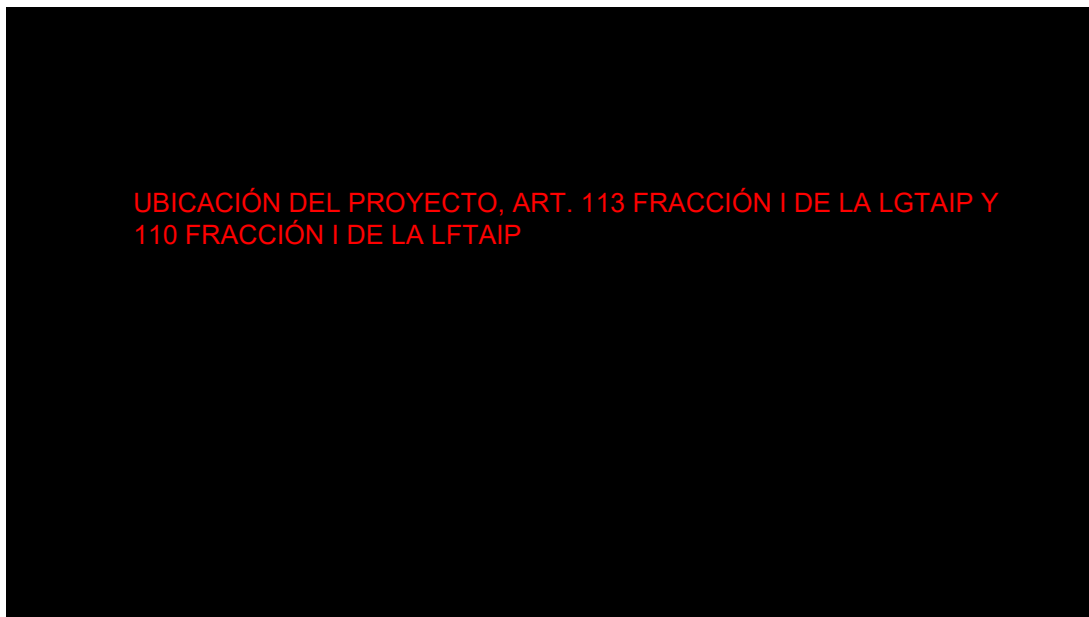 UBICACIÓN DEL PROYECTO, ART. 113 FRACCIÓN I DE LA LGTAIP Y
110 FRACCIÓN I DE LA LFTAIP